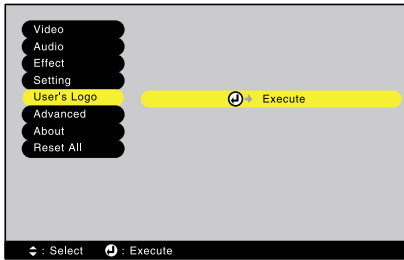 Video
Audio
Effect
Setting
User's Logo
Execute
Advanced
About
Reset All
: Select : Execute